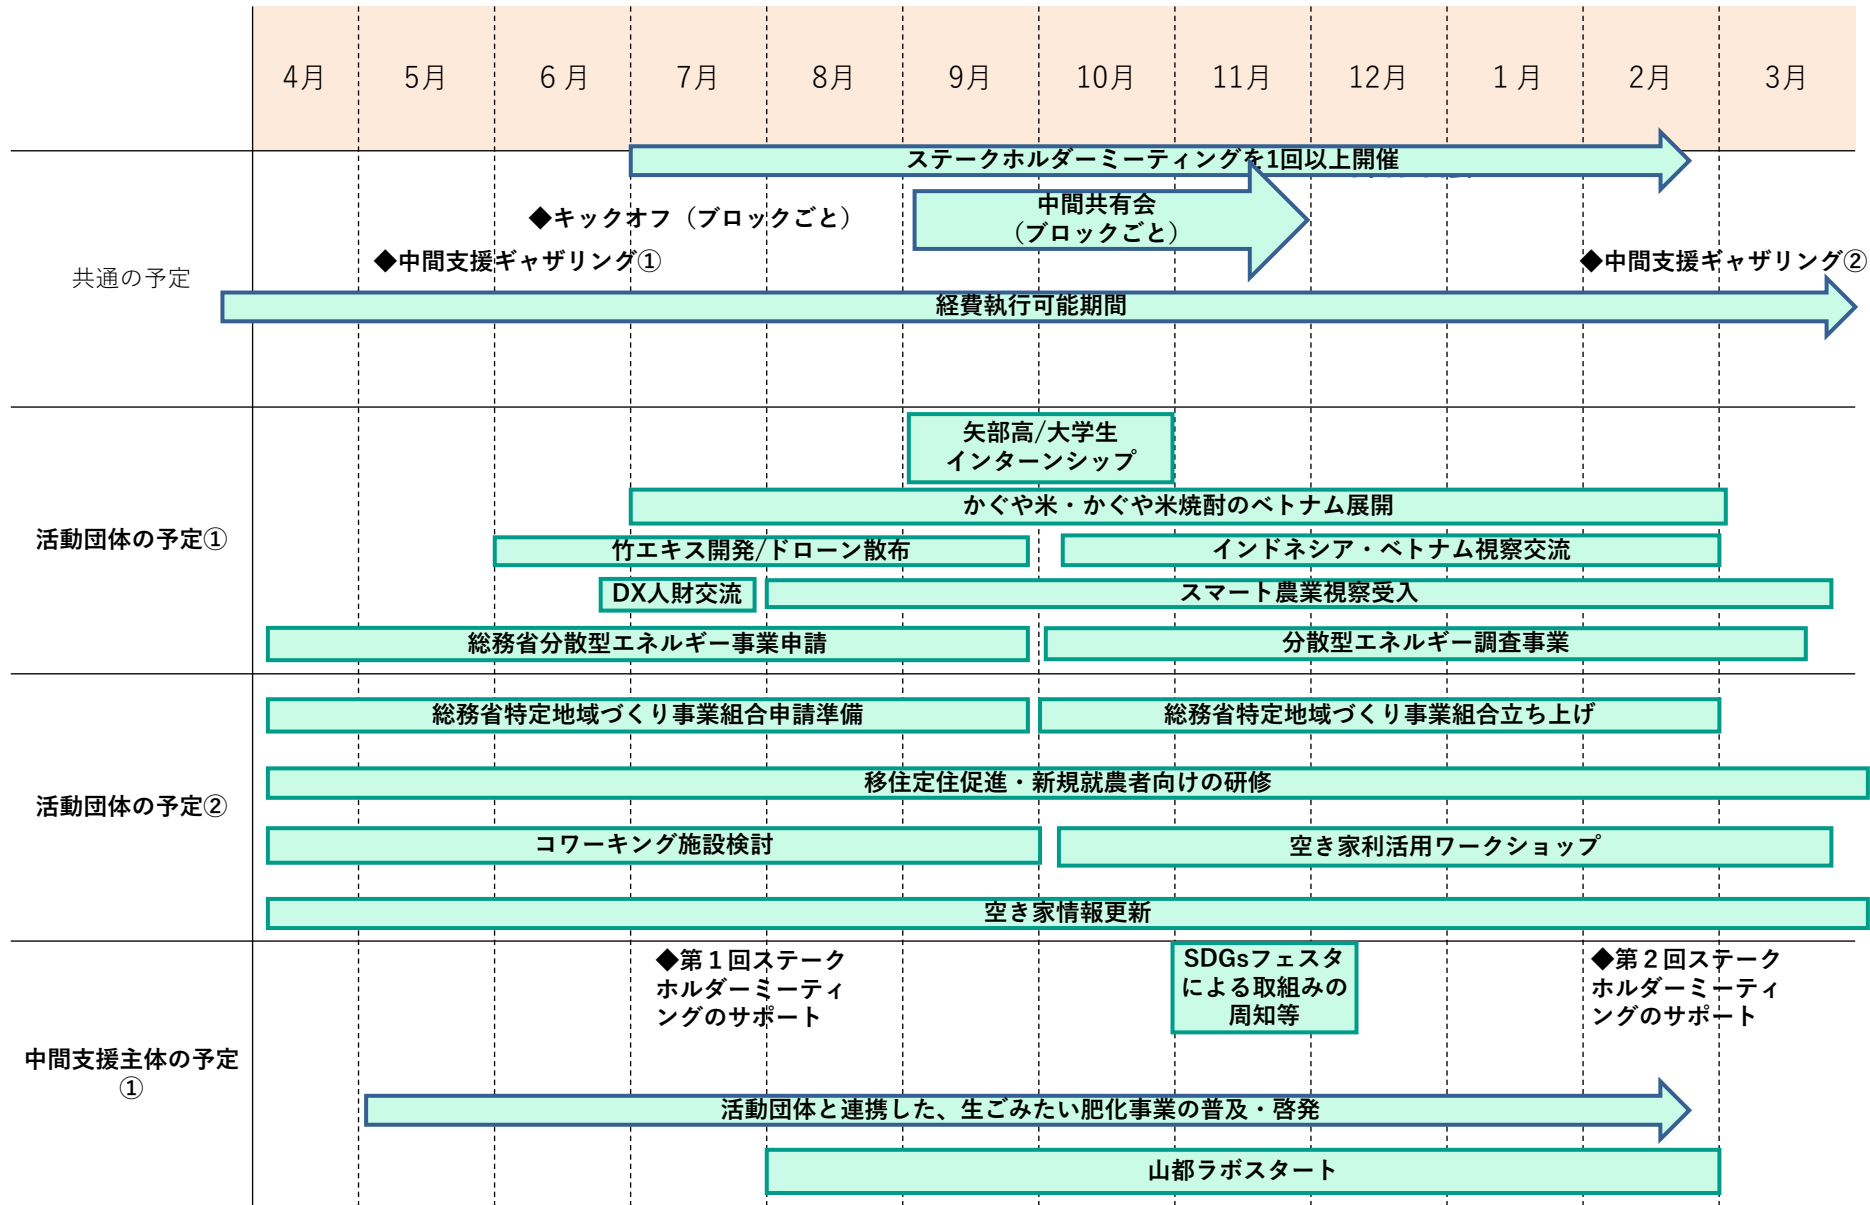 4月 5月 6月 7月 8月 9月 10月 11月 12月 1月 2月 3月
共通の予定
ステークホルダーミーティングを1回以上開催
◆キックオフ（ブロックごと）
中間共有会
（ブロックごと）
◆中間支援ギャザリング①
◆中間支援ギャザリング②
経費執行可能期間
活動団体の予定①
矢部高/大学生
インターンシップ
かぐや米・かぐや米焼酎のベトナム展開
竹エキス開発/ドローン散布
インドネシア・ベトナム視察交流
DX人財交流
スマート農業視察受入
総務省分散型エネルギー事業申請
分散型エネルギー調査事業
活動団体の予定②
総務省特定地域づくり事業組合申請準備
総務省特定地域づくり事業組合立ち上げ
移住定住促進・新規就農者向けの研修
コワーキング施設検討
空き家利活用ワークショップ
空き家情報更新
中間支援主体の予定
①
◆第１回ステーク
ホルダーミーティ
ングのサポート
SDGsフェスタ
による取組みの
周知等
◆第２回ステーク
ホルダーミーティ
ングのサポート
活動団体と連携した、生ごみたい肥化事業の普及・啓発
山都ラボスタート